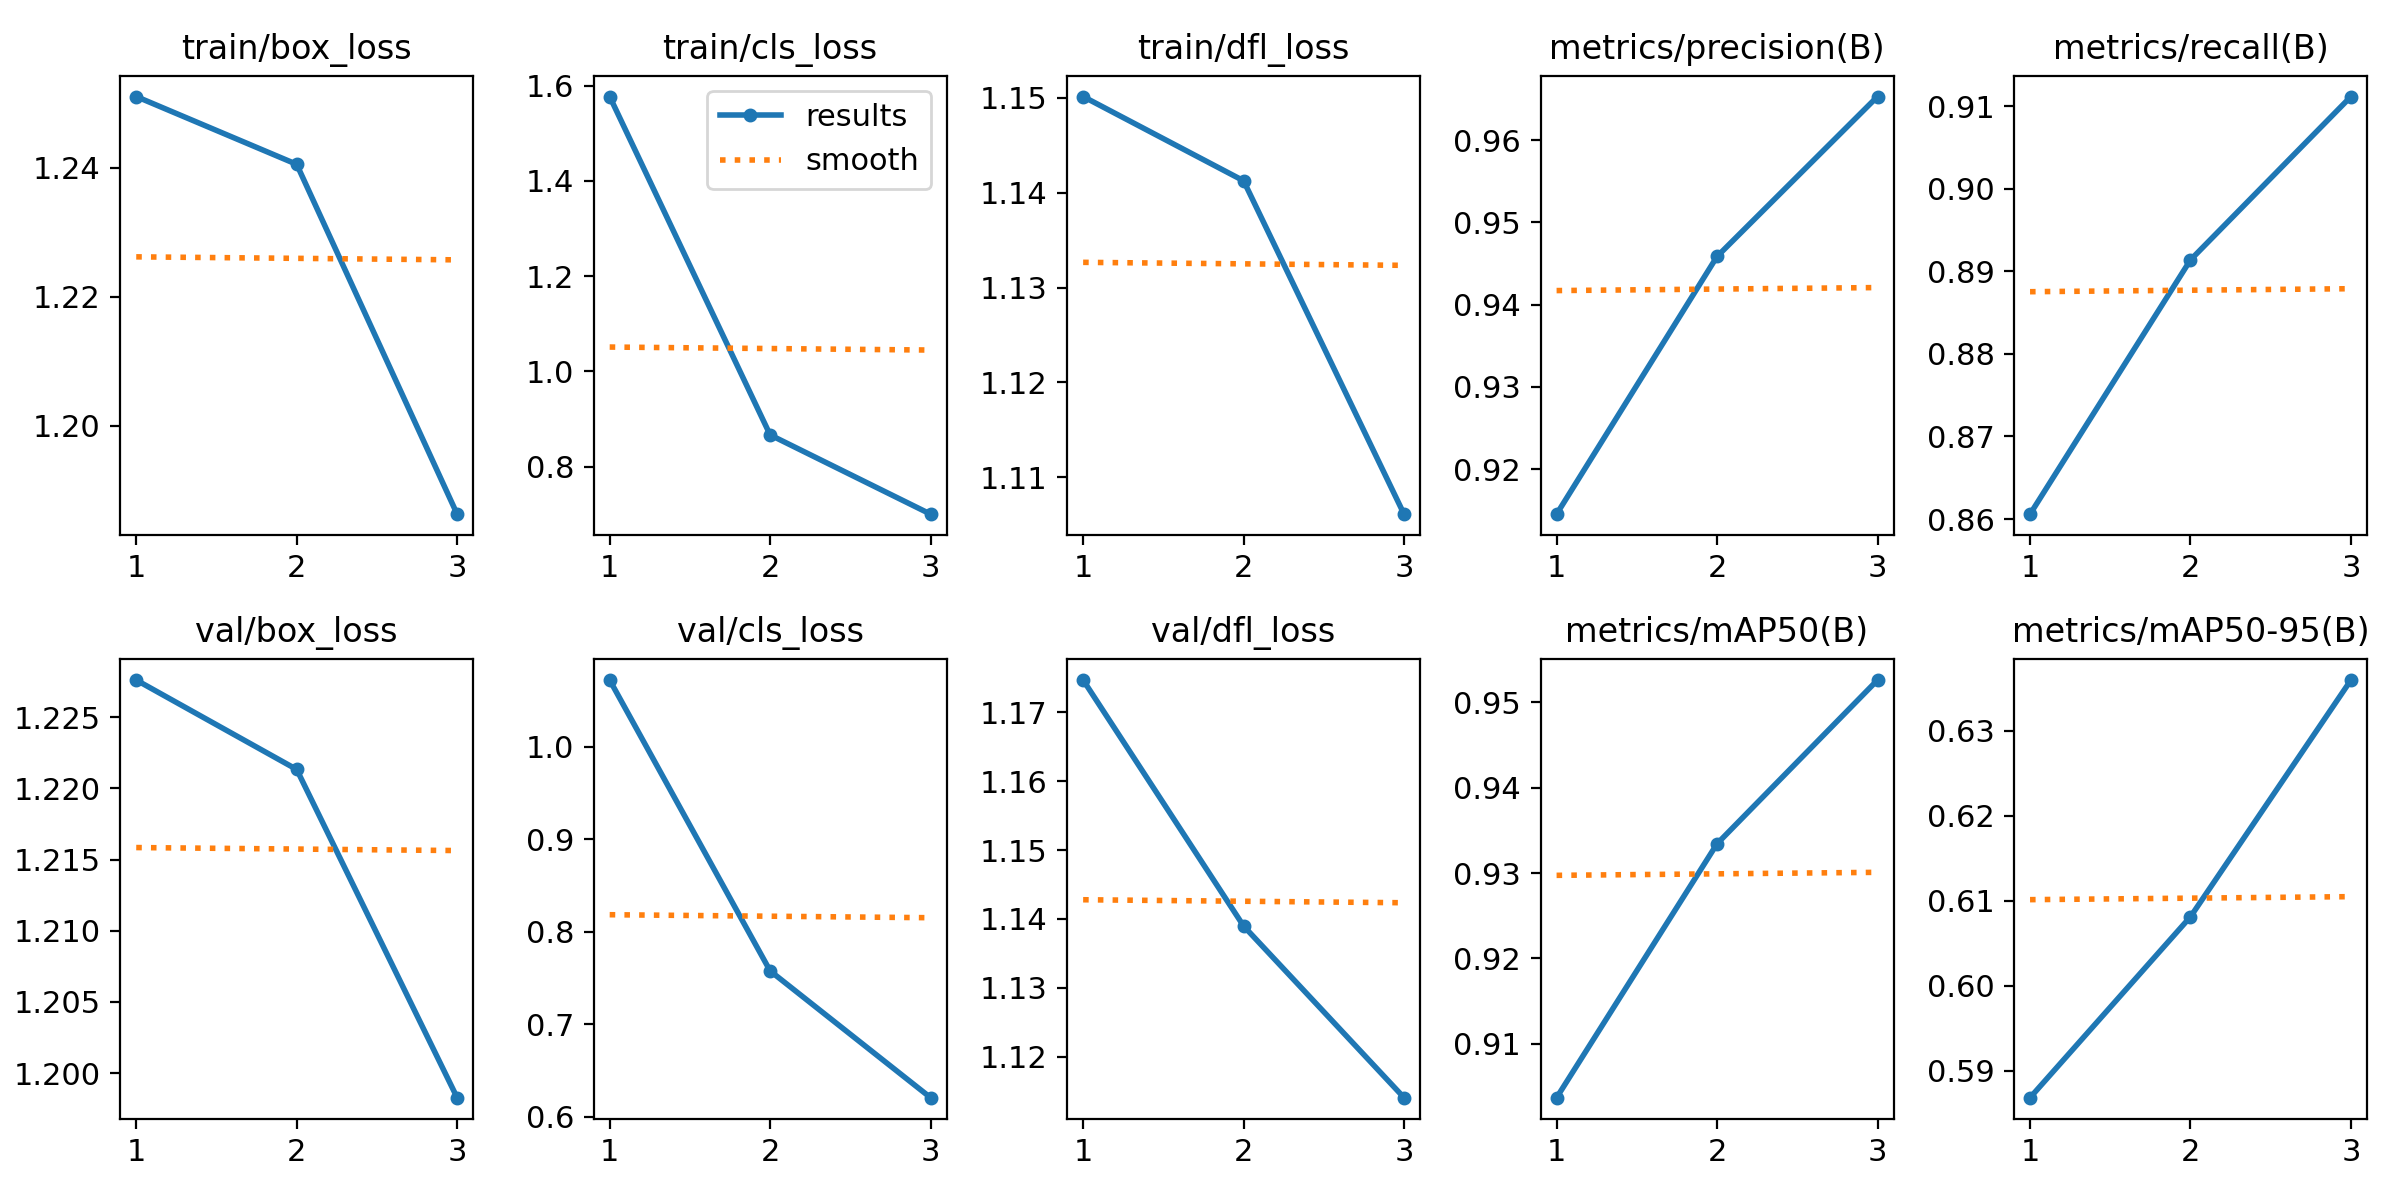 train/box_loss
train/cls_loss
train/dfl_loss
metrics/precision(B)
metrics/recall(B)
1.24
1.22
1.20
1 2 3
1.6
1.4
1.2
1.0
0.8
results
smooth
1 2 3
1.15
1.14
1.13
1.12
1.11
1 2 3
0.96
0.95
0.94
0.93
0.92
1 2 3
0.91
0.90
0.89
0.88
0.87
0.86
1 2 3
val/box_loss
val/cls_loss
val/dfl_loss
metrics/mAP50(B)
metrics/mAP50-95(B)
1.225
1.220
1.215
1.210
1.205
1.200
1 2 3
1.0
0.9
0.8
0.7
0.6
1 2 3
1.17
1.16
1.15
1.14
1.13
1.12
1 2 3
0.95
0.94
0.93
0.92
0.91
1 2 3
0.63
0.62
0.61
0.60
0.59
1 2 3